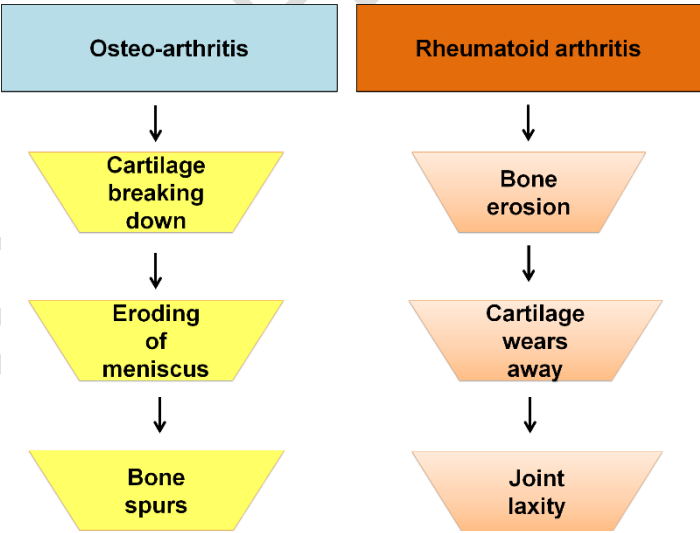 Osteo-arthritis
Cartilage
breaking
down
Eroding
of
meniscus
Bone
spurs
Rheumatoid arthritis
Bone
erosion
Cartilage
wears
away
Joint
laxity